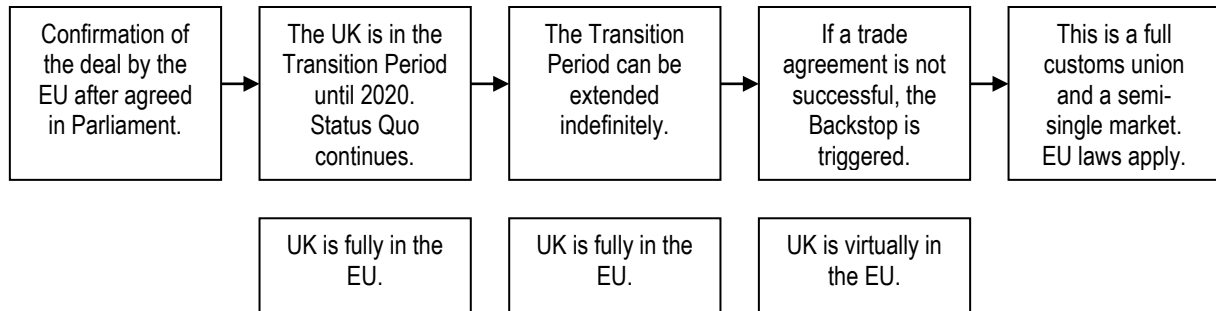 Confirmation of
the deal by the
EU after agreed
in Parliament.
The UK is in the
Transition Period
until 2020.
Status Quo
continues.
The Transition
Period can be
extended
indefinitely.
If a trade
agreement is not
successful, the
Backstop is
triggered.
This is a full
customs union
and a semi-
single market.
EU laws apply.
UK is fully in the
EU.
UK is fully in the
EU.
UK is virtually in
the EU.